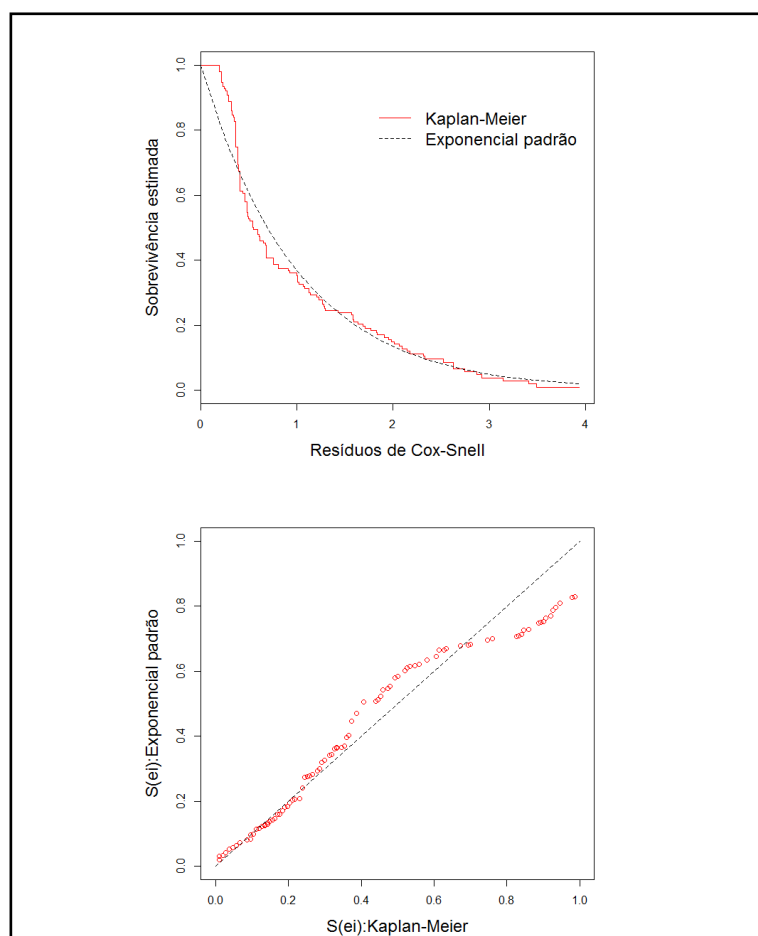 1.0
0.8
0.6
0.4
0.2
0.0
Sobrevivência estimada
Kaplan-Meier
Exponencial padrão
0 1 2 3 4
Resíduos de Cox-Snell
1.0
0.8
0.6
0.4
0.2
0.0
S(ei):Exponencial padrão
0.0 0.2 0.4 0.6 0.8 1.0
S(ei):Kaplan-Meier